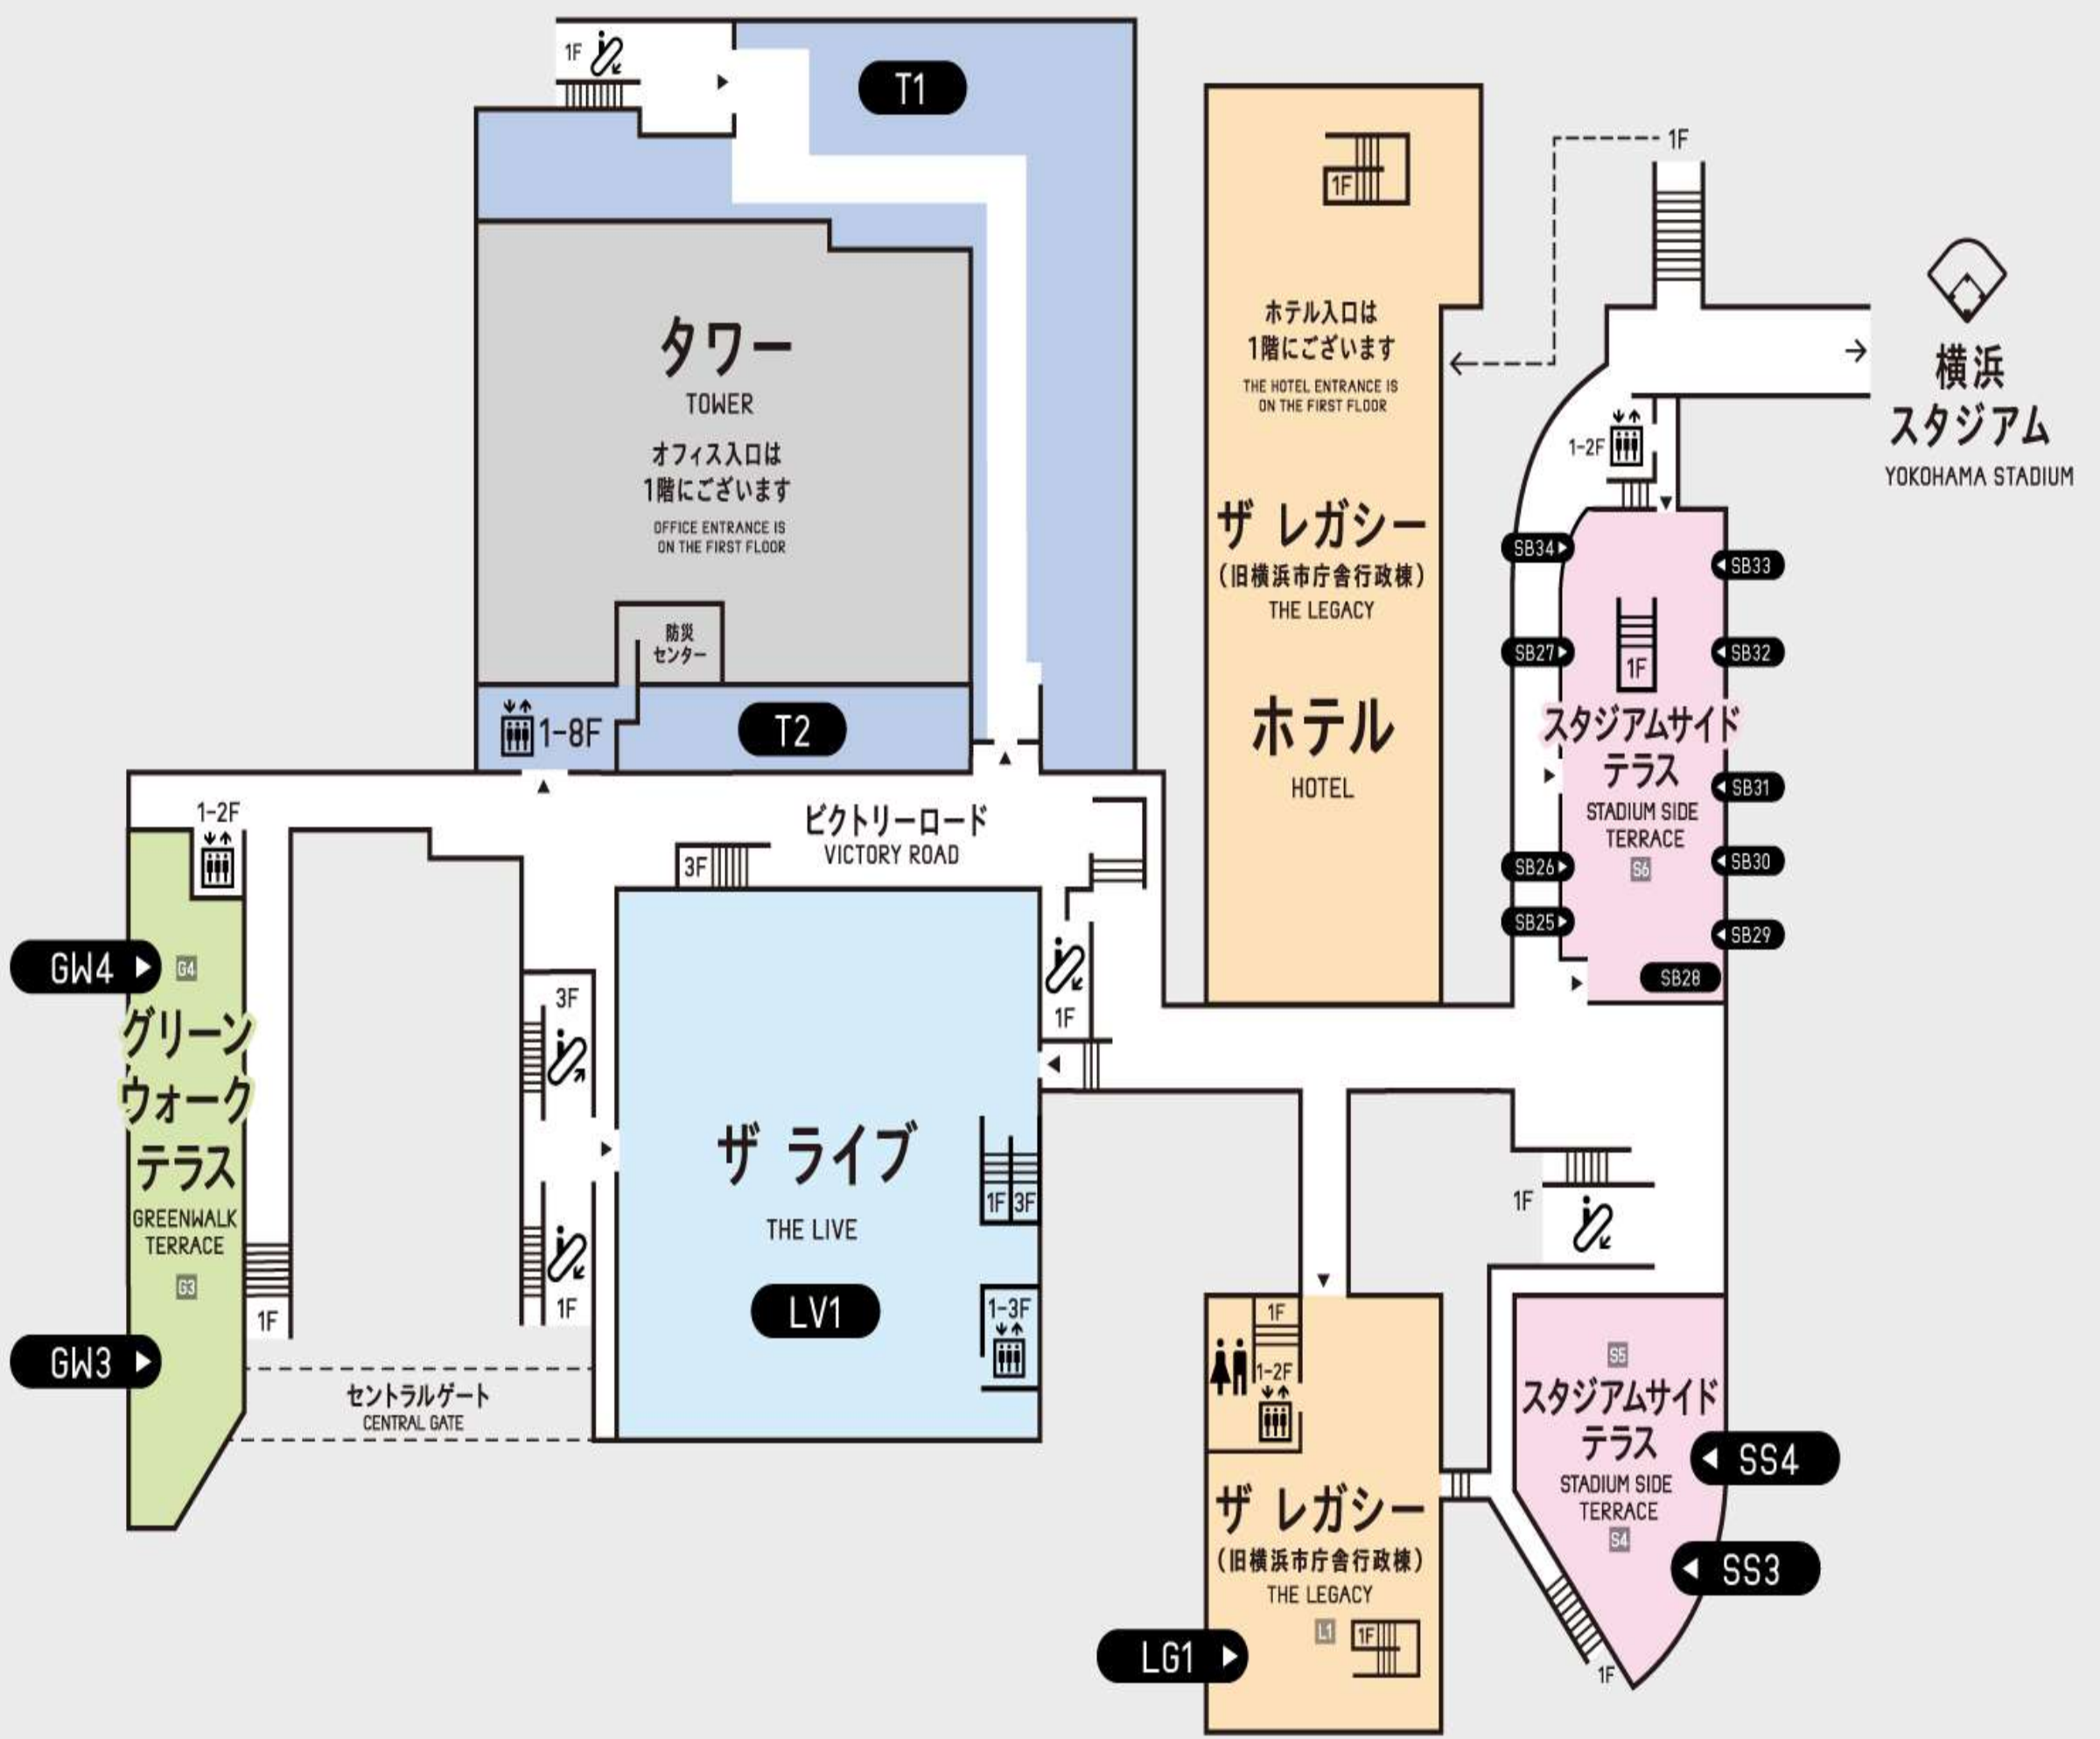 1F
T1
タワー
TOWER
オフィス入口は
1階にございます
OFFICE ENTRANCE IS
ON THE FIRST FLOOR
防災
センター
1-8F
T2
1F
ホテル入口は
1階にございます
THE HOTEL ENTRANCE IS
ON THE FIRST FLOOR
ザ レガシー
（旧横浜市庁舎行政棟）
THE LEGACY
ホテル
HOTEL
1F
横浜
スタジアム
YOKOHAMA STADIUM
1-2F
SB34
SB33
SB27
SB32
1F
スタジアムサイド
テラス
STADIUM SIDE
TERRACE
S6
SB31
SB26
SB30
SB25
SB29
SB28
1-2F
ビクトリーロード
VICTORY ROAD
3F
GW4
G4
グリーン
ウォーク
テラス
GREENWALK
TERRACE
G3
GW3
1F
3F
1F
セントラルゲート
CENTRAL GATE
1F
ザ ライブ
THE LIVE
LV1
1F
3F
1-3F
1F
1F
1-2F
ザ レガシー
（旧横浜市庁舎行政棟）
THE LEGACY
L1
1F
LG1
S5
スタジアムサイド
テラス
STADIUM SIDE
TERRACE
S4
SS4
SS3
1F